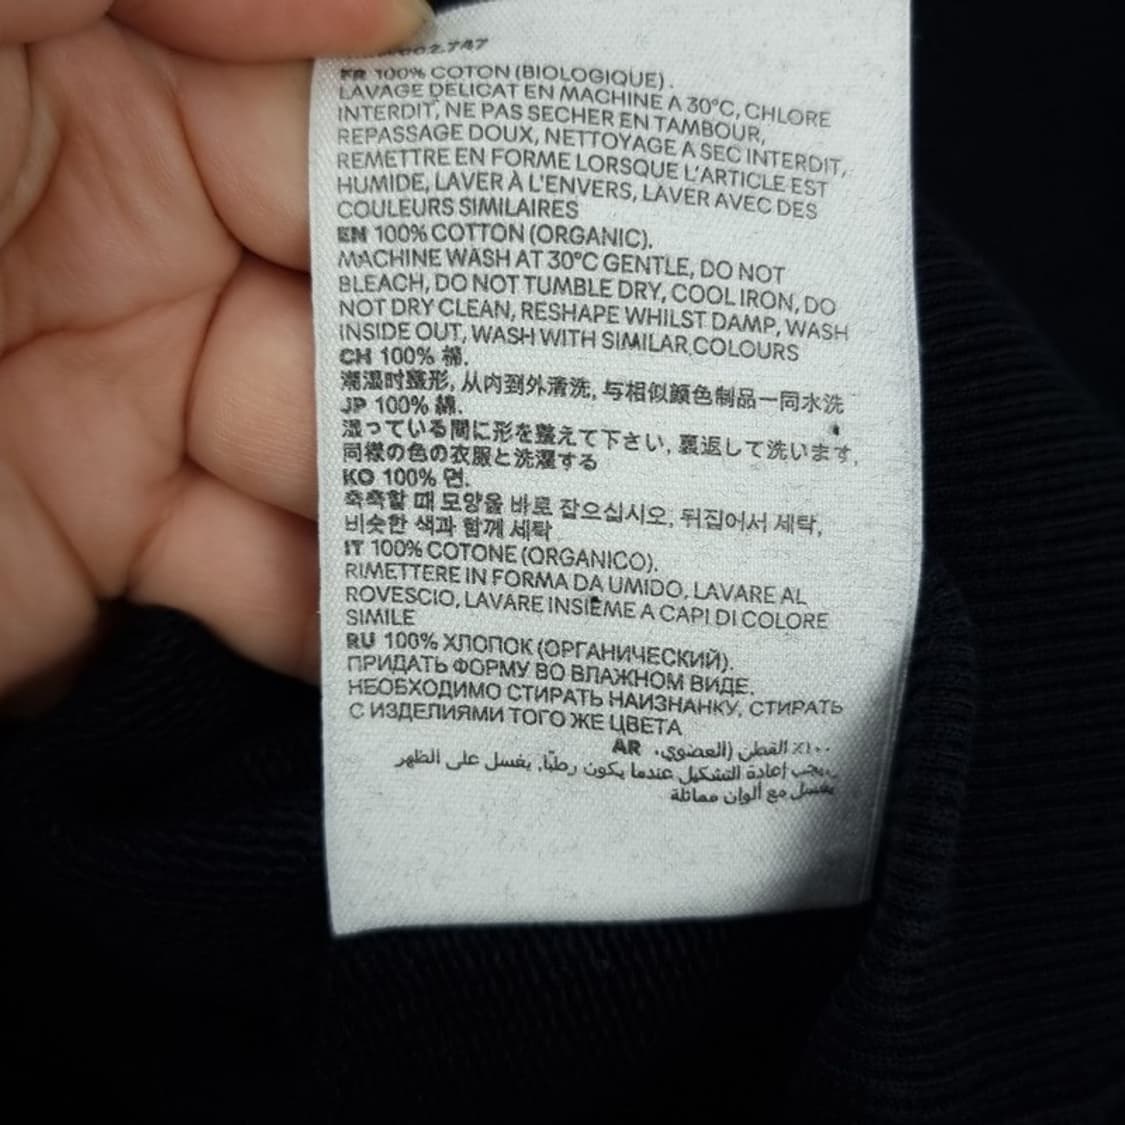 FR 100% COTON (BIOLOGIQUE).
LAVAGE DELICAT EN MACHINE A 30°C, CHLORE
INTERDIT, NE PAS SECHER EN TAMBOUR,
REPASSAGE DOUX, NETTOYAGE A SEC INTERDIT,
REMETTRE EN FORME LORSQUE L'ARTICLE EST
HUMIDE, LAVER À L'ENVERS, LAVER AVEC DES
COULEURS SIMILAIRES
EN 100% COTTON (ORGANIC).
MACHINE WASH AT 30°C GENTLE, DO NOT
BLEACH, DO NOT TUMBLE DRY, COOL IRON, DO
NOT DRY CLEAN, RESHAPE WHILST DAMP, WASH
INSIDE OUT, WASH WITH SIMILAR COLOURS
CH 100% 棉.
潮湿时整形, 从内到外清洗, 与相似颜色制品一同水洗
JP 100% 綿.
湿っている間に形を整えて下さい, 裏返して洗います,
同様の色の衣服と洗濯する
KO 100% 면.
축축할 때 모양을 바로 잡으십시오, 뒤집어서 세탁,
비슷한 색과 함께 세탁
IT 100% COTONE (ORGANICO).
RIMETTERE IN FORMA DA UMIDO, LAVARE AL
ROVESCIO, LAVARE INSIEME A CAPI DI COLORE
SIMILE
RU 100% ХЛОПОК (ОРГАНИЧЕСКИЙ).
ПРИДАТЬ ФОРМУ ВО ВЛАЖНОМ ВИДЕ.
НЕОБХОДИМО СТИРАТЬ НАИЗНАНКУ, СТИРАТЬ
С ИЗДЕЛИЯМИ ТОГО ЖЕ ЦВЕТА
٪١٠٠ القطن (العضوي. AR
يجب إعادة التشكيل عندما يكون رطبًا, يغسل على الظهر
يغسل مع ألوان مماثلة